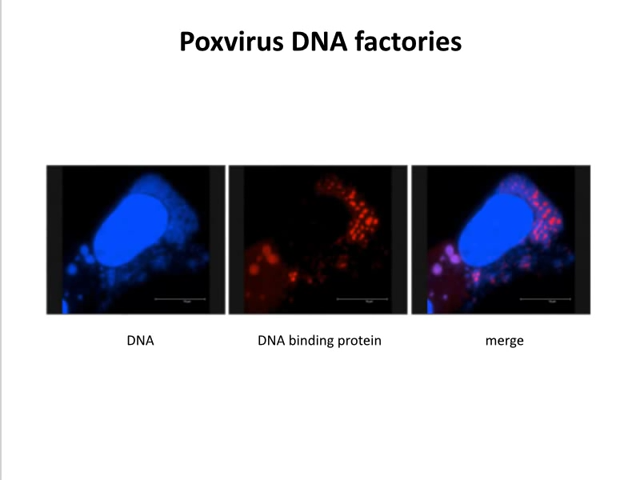 Poxvirus DNA factories
DNA
DNA binding protein
merge